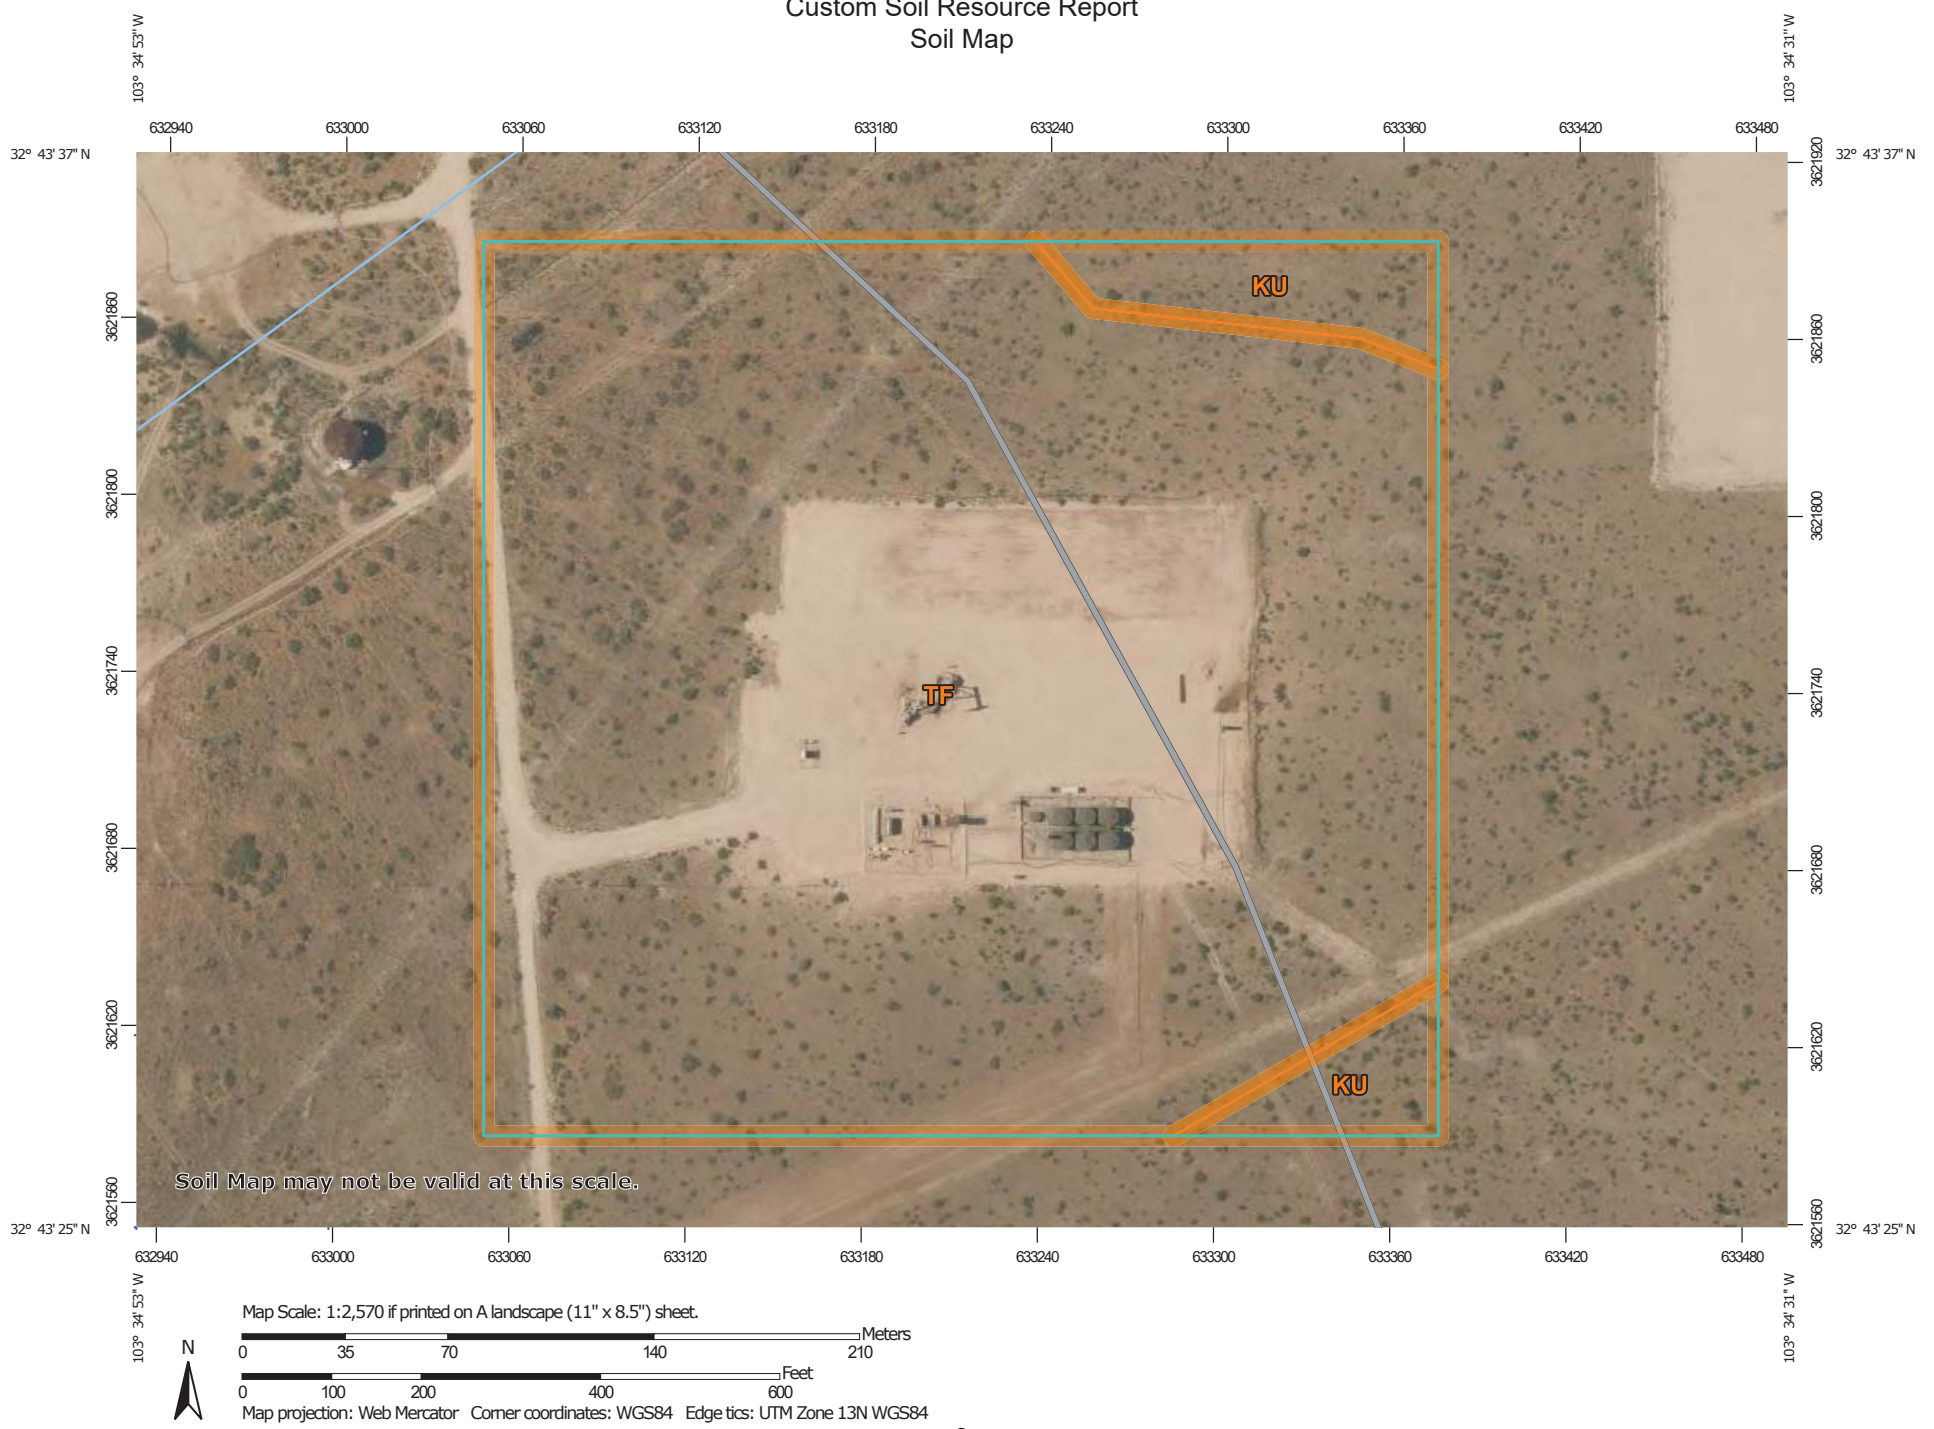 Custom Soil Resource Report
Soil Map
103° 34' 53'' W
103° 34' 31'' W
632940 633000 633060 633120 633180 633240 633300 633360 633420 633480
32° 43' 37'' N
32° 43' 37'' N
3621920
3621860
3621860
3621800
3621800
3621740
3621740
3621680
3621680
3621620
3621620
3621560
3621560
KU
TF
KU
Soil Map may not be valid at this scale.
32° 43' 25'' N
32° 43' 25'' N
632940 633000 633060 633120 633180 633240 633300 633360 633420 633480
103° 34' 53'' W
103° 34' 31'' W
Map Scale: 1:2,570 if printed on A landscape (11" x 8.5") sheet.
Meters
0 35 70 140 210
Feet
0 100 200 400 600
N
Map projection: Web Mercator Corner coordinates: WGS84 Edge tics: UTM Zone 13N WGS84